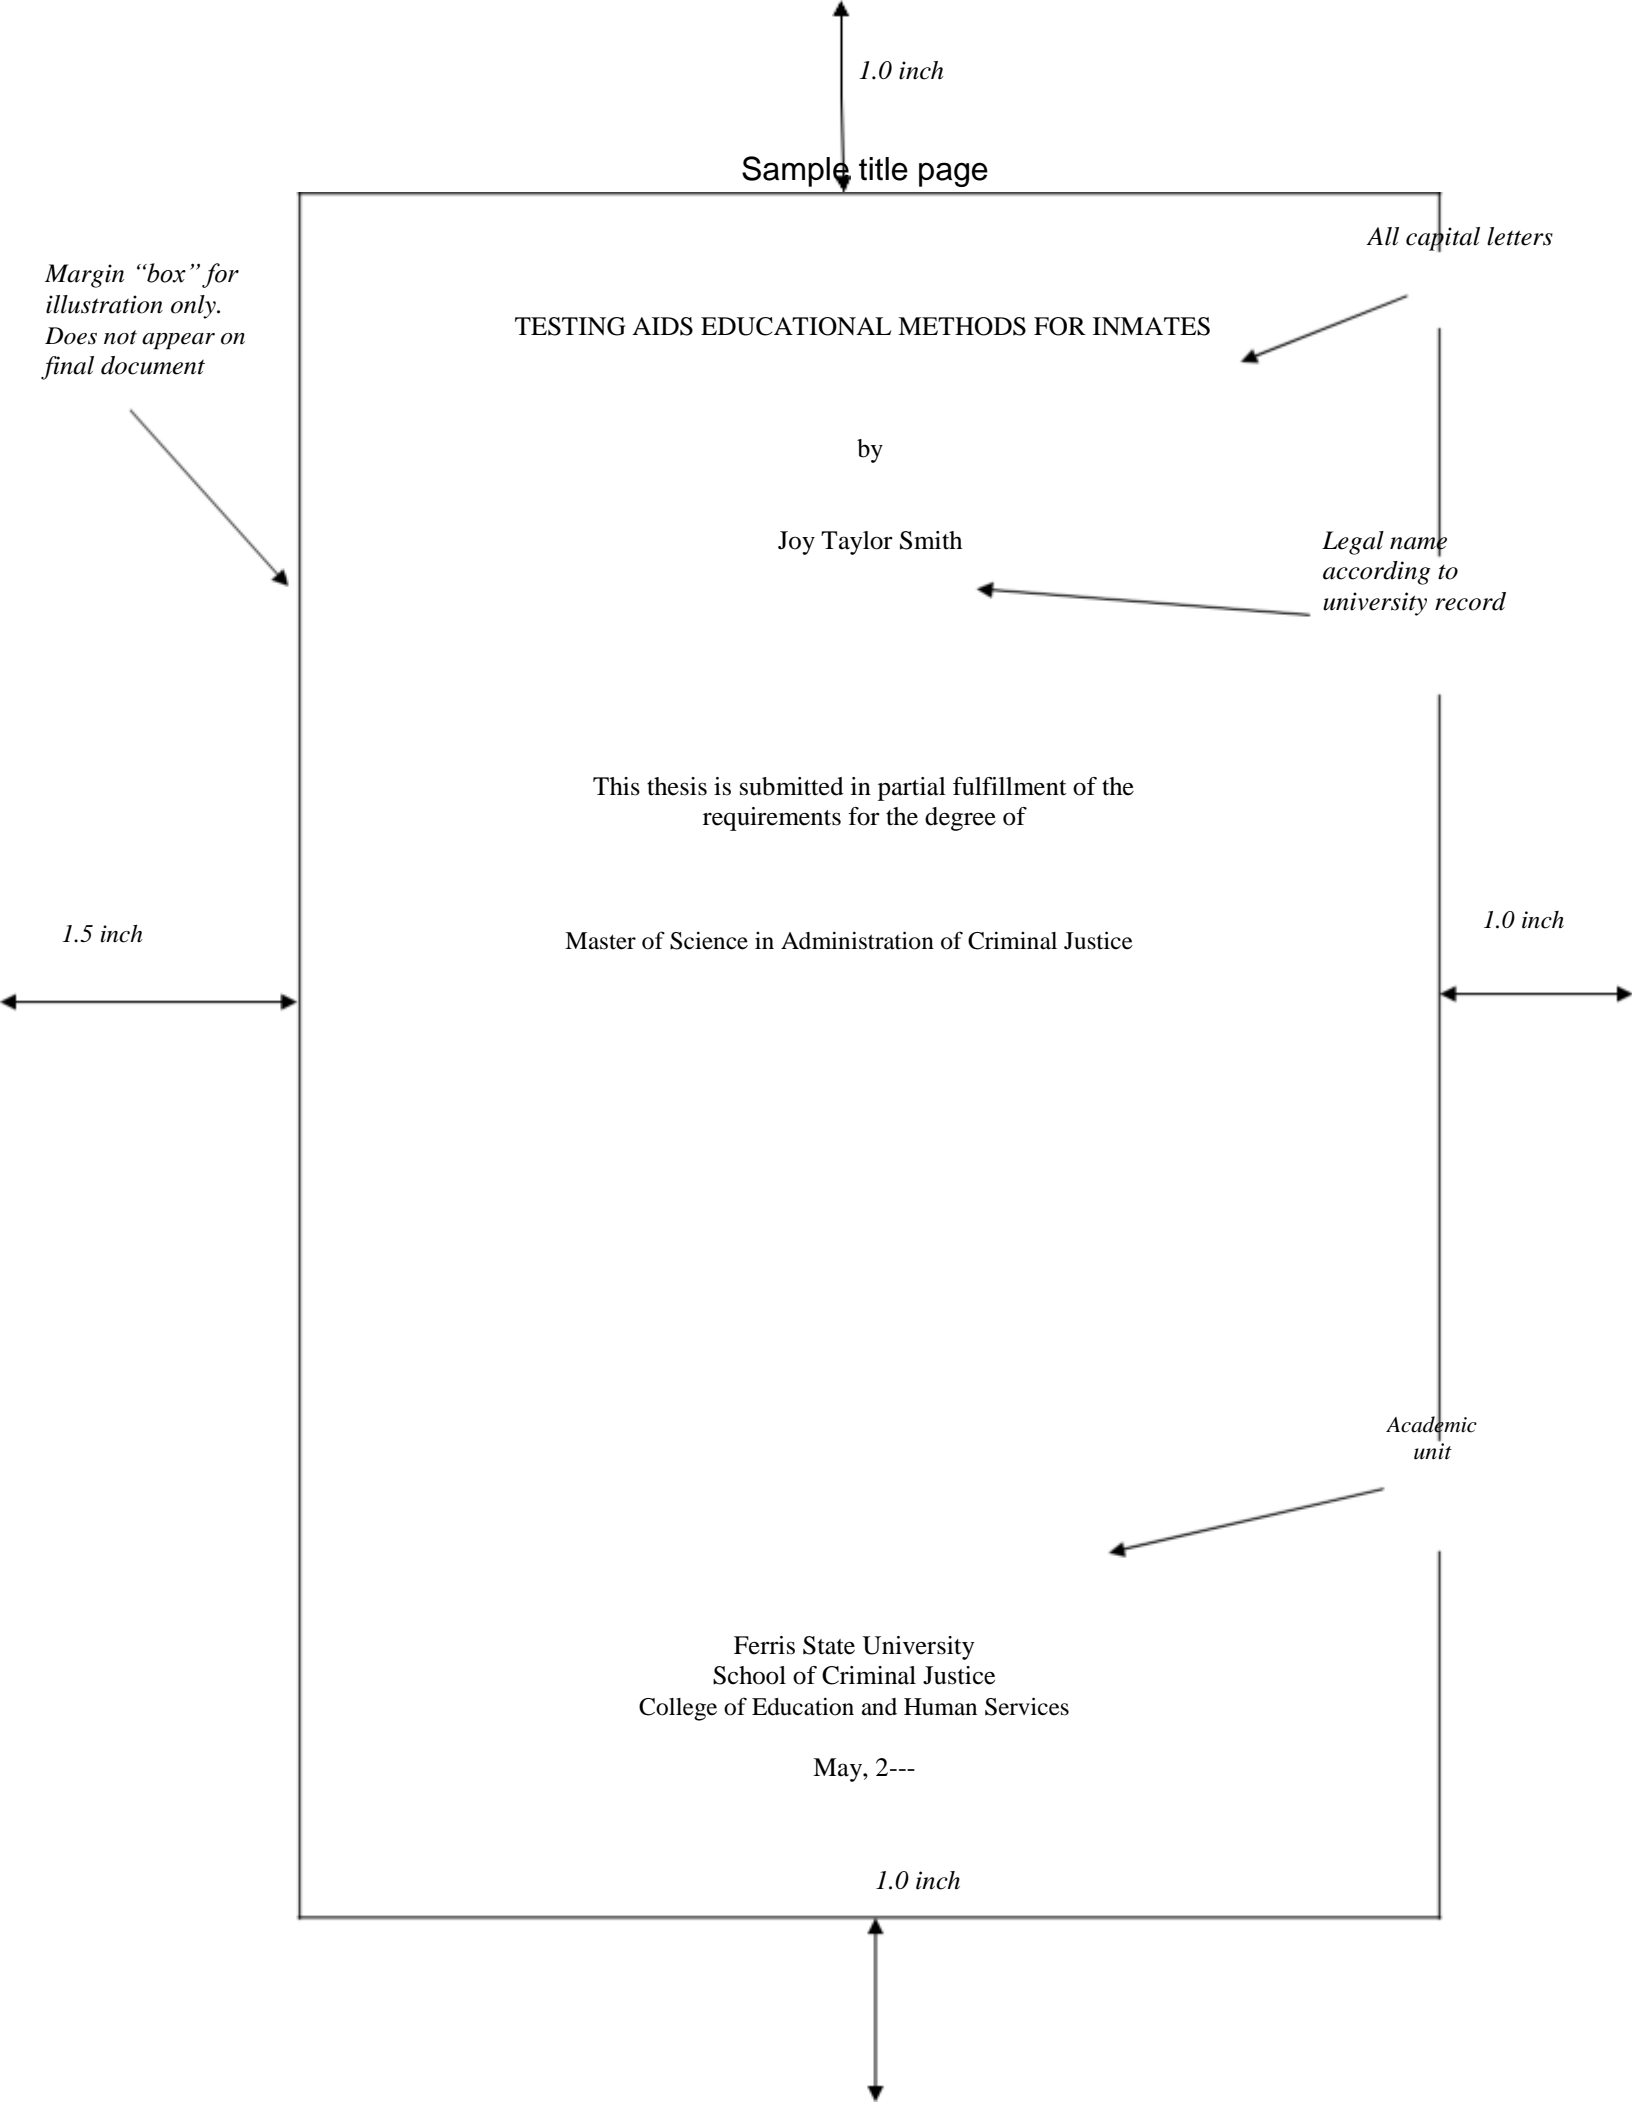 1.0 inch
Sample title page
All capital letters
Margin “box” for
illustration only.
Does not appear on
final document
TESTING AIDS EDUCATIONAL METHODS FOR INMATES
by
Joy Taylor Smith
Legal name
according to
university record
This thesis is submitted in partial fulfillment of the
requirements for the degree of
1.5 inch
Master of Science in Administration of Criminal Justice
1.0 inch
Academic
unit
Ferris State University
School of Criminal Justice
College of Education and Human Services
May, 2---
1.0 inch